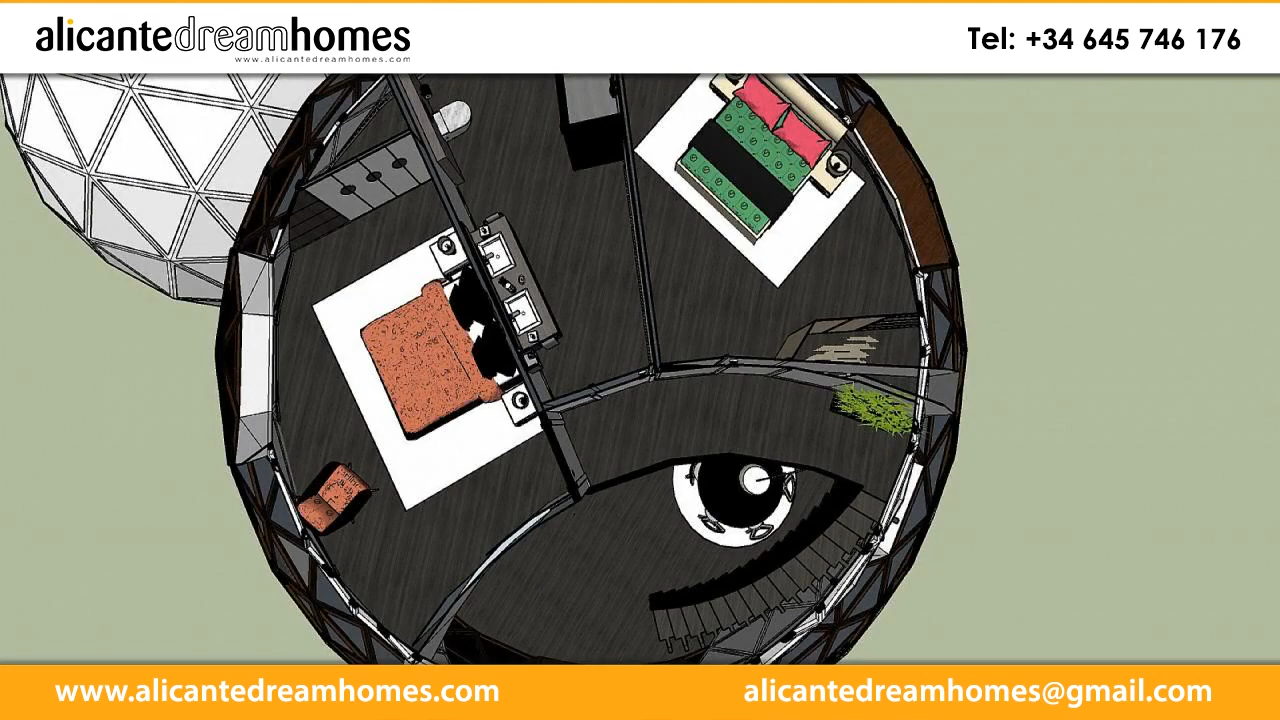 alicantedreamhomes
www.alicantedreamhomes.com
Tel: +34 645 746 176
www.alicantedreamhomes.com
alicantedreamhomes@gmail.com